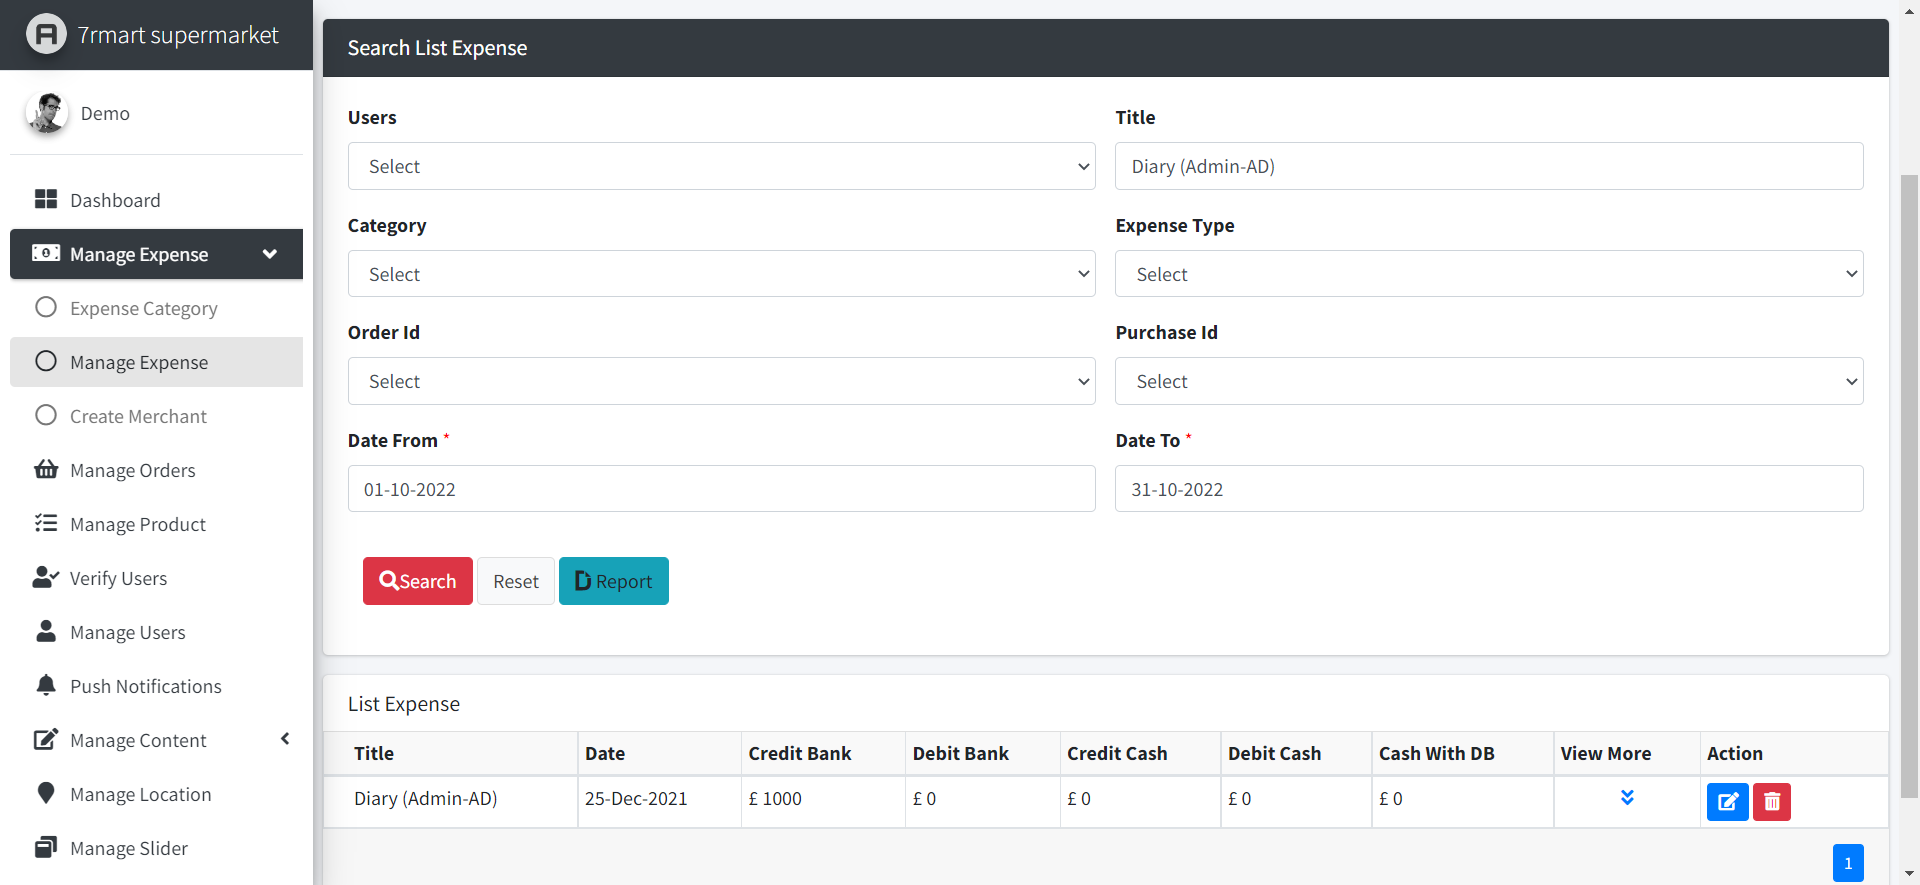 7rmart supermarket
Demo
Dashboard
Manage Expense
Expense Category
Manage Expense
Create Merchant
Manage Orders
Manage Product
Verify Users
Manage Users
Push Notifications
Manage Content
Manage Location
Manage Slider
Search List Expense
Users
Title
Select
Diary (Admin-AD)
Category
Expense Type
Select
Select
Order Id
Purchase Id
Select
Select
Date From *
Date To *
01-10-2022
31-10-2022
Search Reset Report
List Expense
Title Date Credit Bank Debit Bank Credit Cash Debit Cash Cash With DB View More Action
Diary (Admin-AD) 25-Dec-2021 £ 1000 £ 0 £ 0 £ 0 £ 0
1